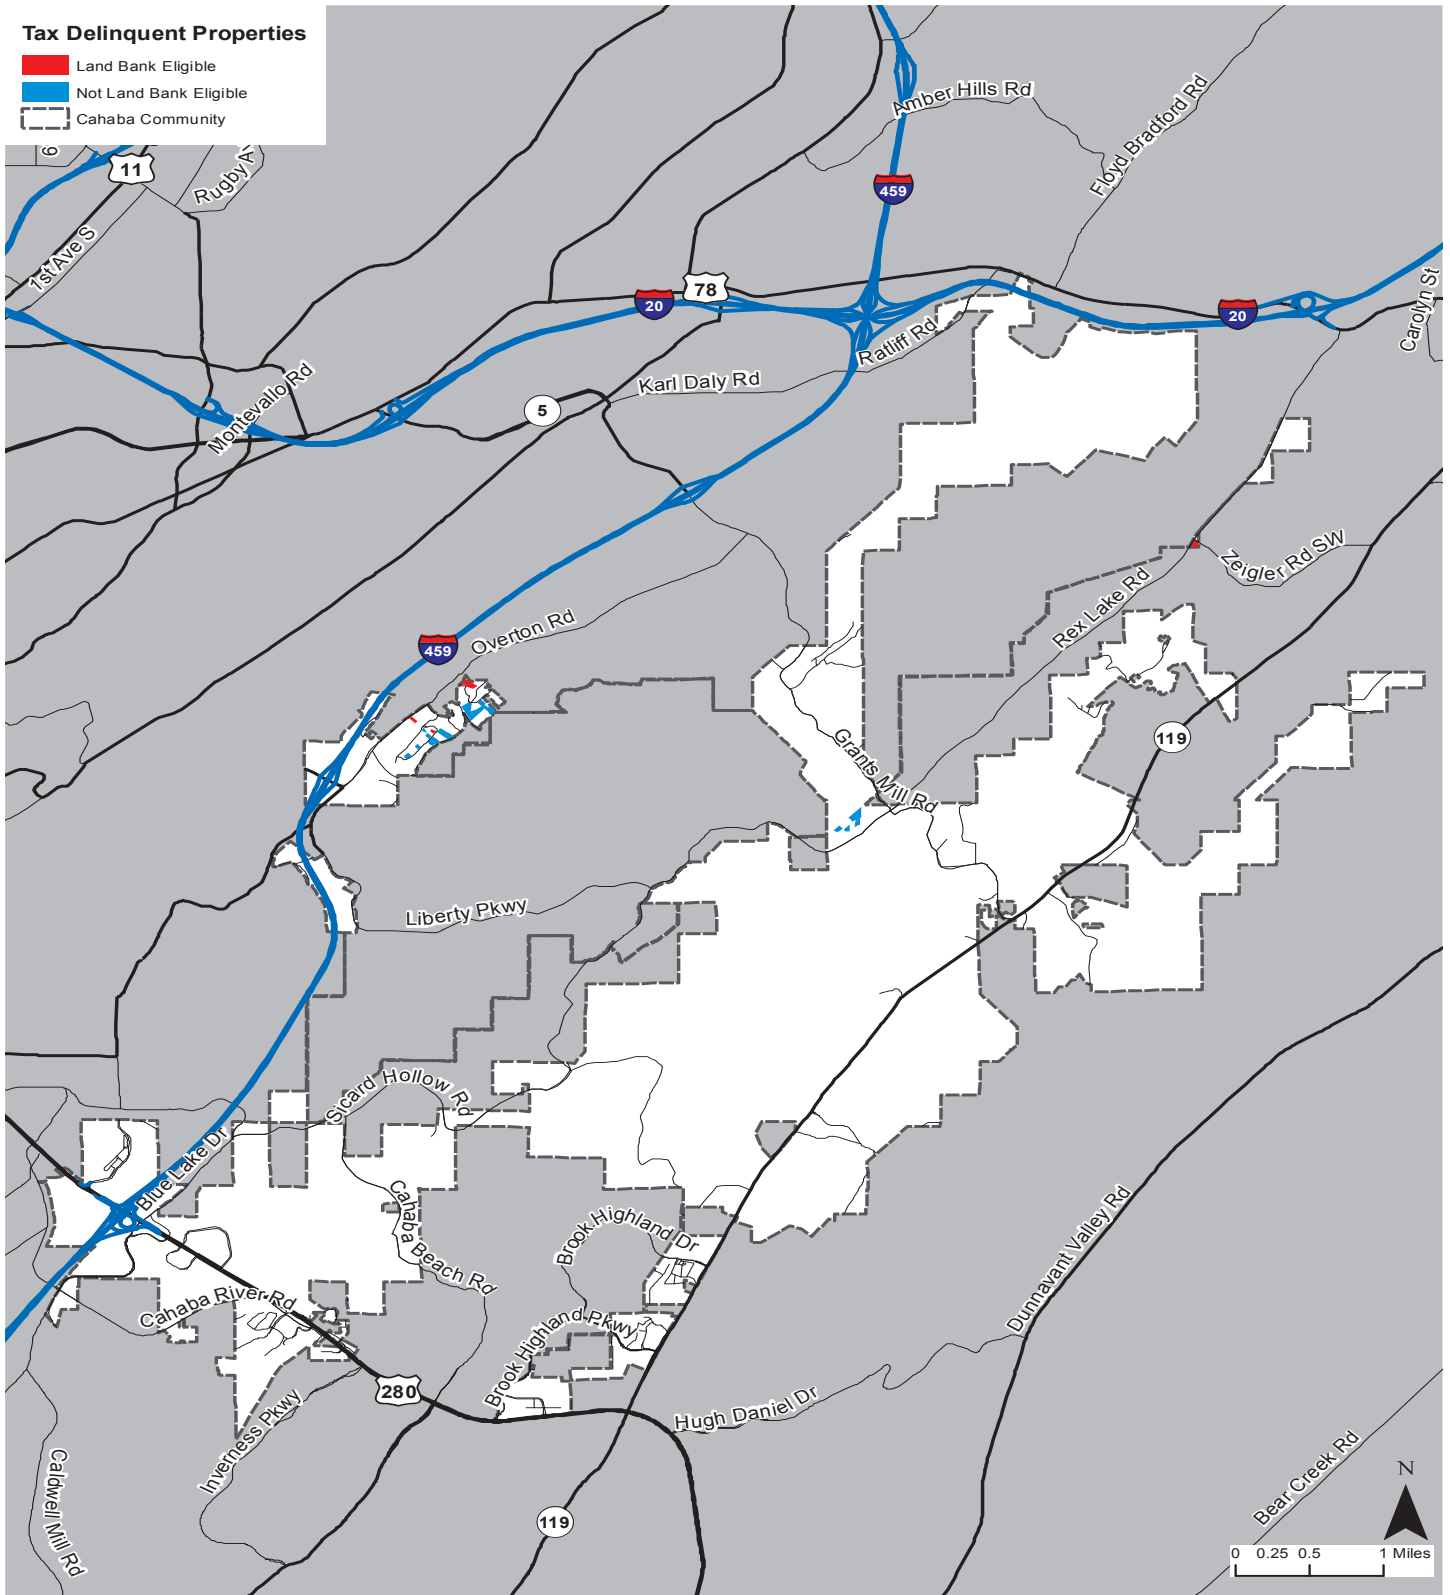 Tax Delinquent Properties
Land Bank Eligible
Not Land Bank Eligible
Cahaba Community
Amber Hills Rd
Floyd Bradford Rd
11
Rugby Av
1st Ave S
459
78
20
20
Carolyn St
Ratliff Rd
Karl Daly Rd
5
Montevallo Rd
Zeigler Rd SW
Rex Lake Rd
Overton Rd
459
Grants Mill Rd
119
Liberty Pkwy
Sicard Hollow Rd
Blue Lake Dr
Cahaba Beach Rd
Brook Highland Dr
Dunnavant Valley Rd
Cahaba River Rd
Brook Highland Pkwy
280
Inverness Pkwy
Hugh Daniel Dr
Caldwell Mill Rd
Bear Creek Rd
119
N
0 0.25 0.5 1 Miles